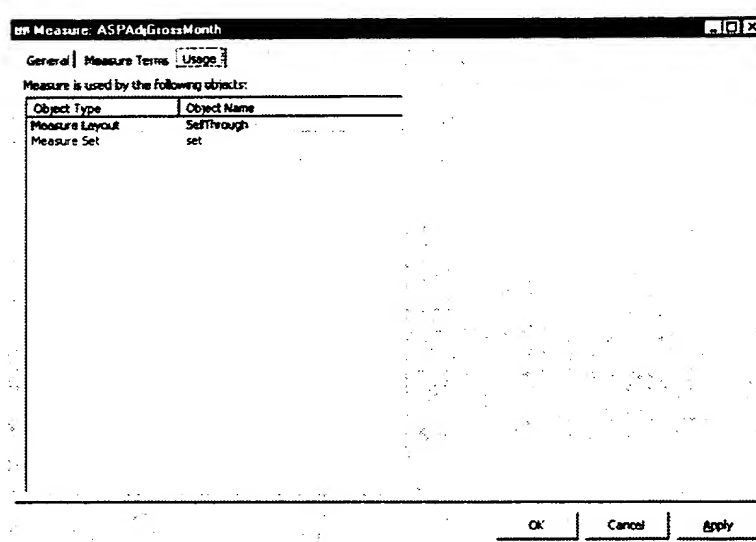 Measure: ASPAdjGrossMonth
General Measure Terms Usage
Measure is used by the following objects:
Object Type Object Name
Measure Layout SellThrough
Measure Set set
OK Cancel Apply